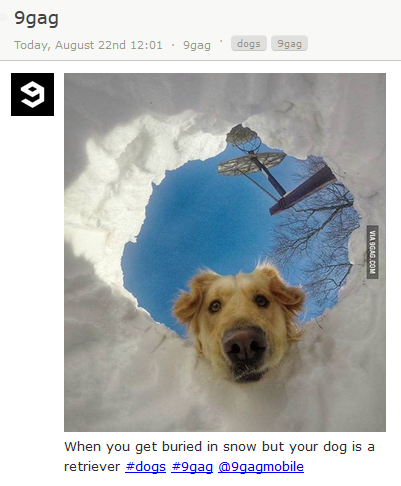 9gag
Today, August 22nd 12:01 · 9gag · dogs 9gag
VIA 9GAG.COM
When you get buried in snow but your dog is a
retriever #dogs #9gag @9gagmobile